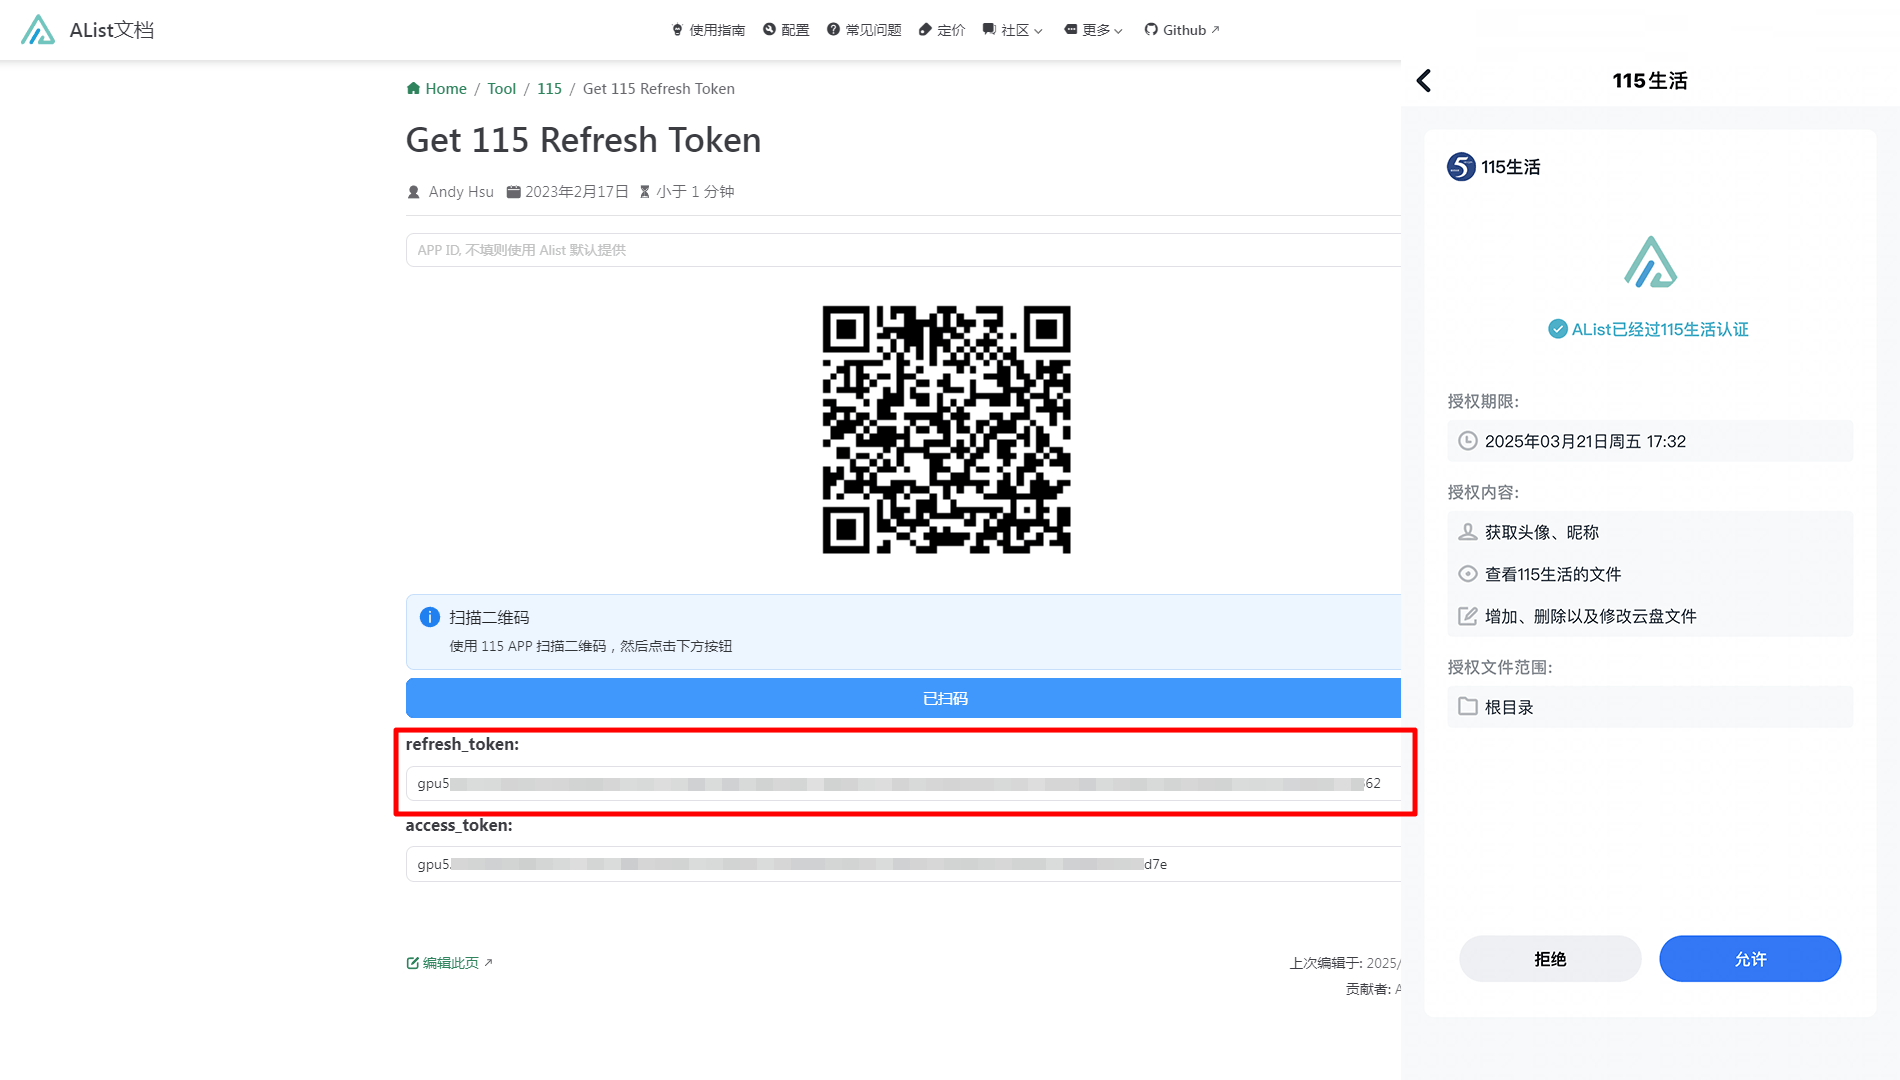 AList文档
使用指南 配置 常见问题 定价 社区 更多 Github
Home / Tool / 115 / Get 115 Refresh Token
Get 115 Refresh Token
Andy Hsu 2023年2月17日 小于 1 分钟
APP ID, 不填则使用 Alist 默认提供
扫描二维码
使用 115 APP 扫描二维码，然后点击下方按钮
已扫码
refresh_token:
gpu5 62
access_token:
gpu5. d7e
编辑此页
上次编辑于: 2025/
贡献者: A
115生活
115生活
AList已经过115生活认证
授权期限:
2025年03月21日周五 17:32
授权内容:
获取头像、昵称
查看115生活的文件
增加、删除以及修改云盘文件
授权文件范围:
根目录
拒绝 允许